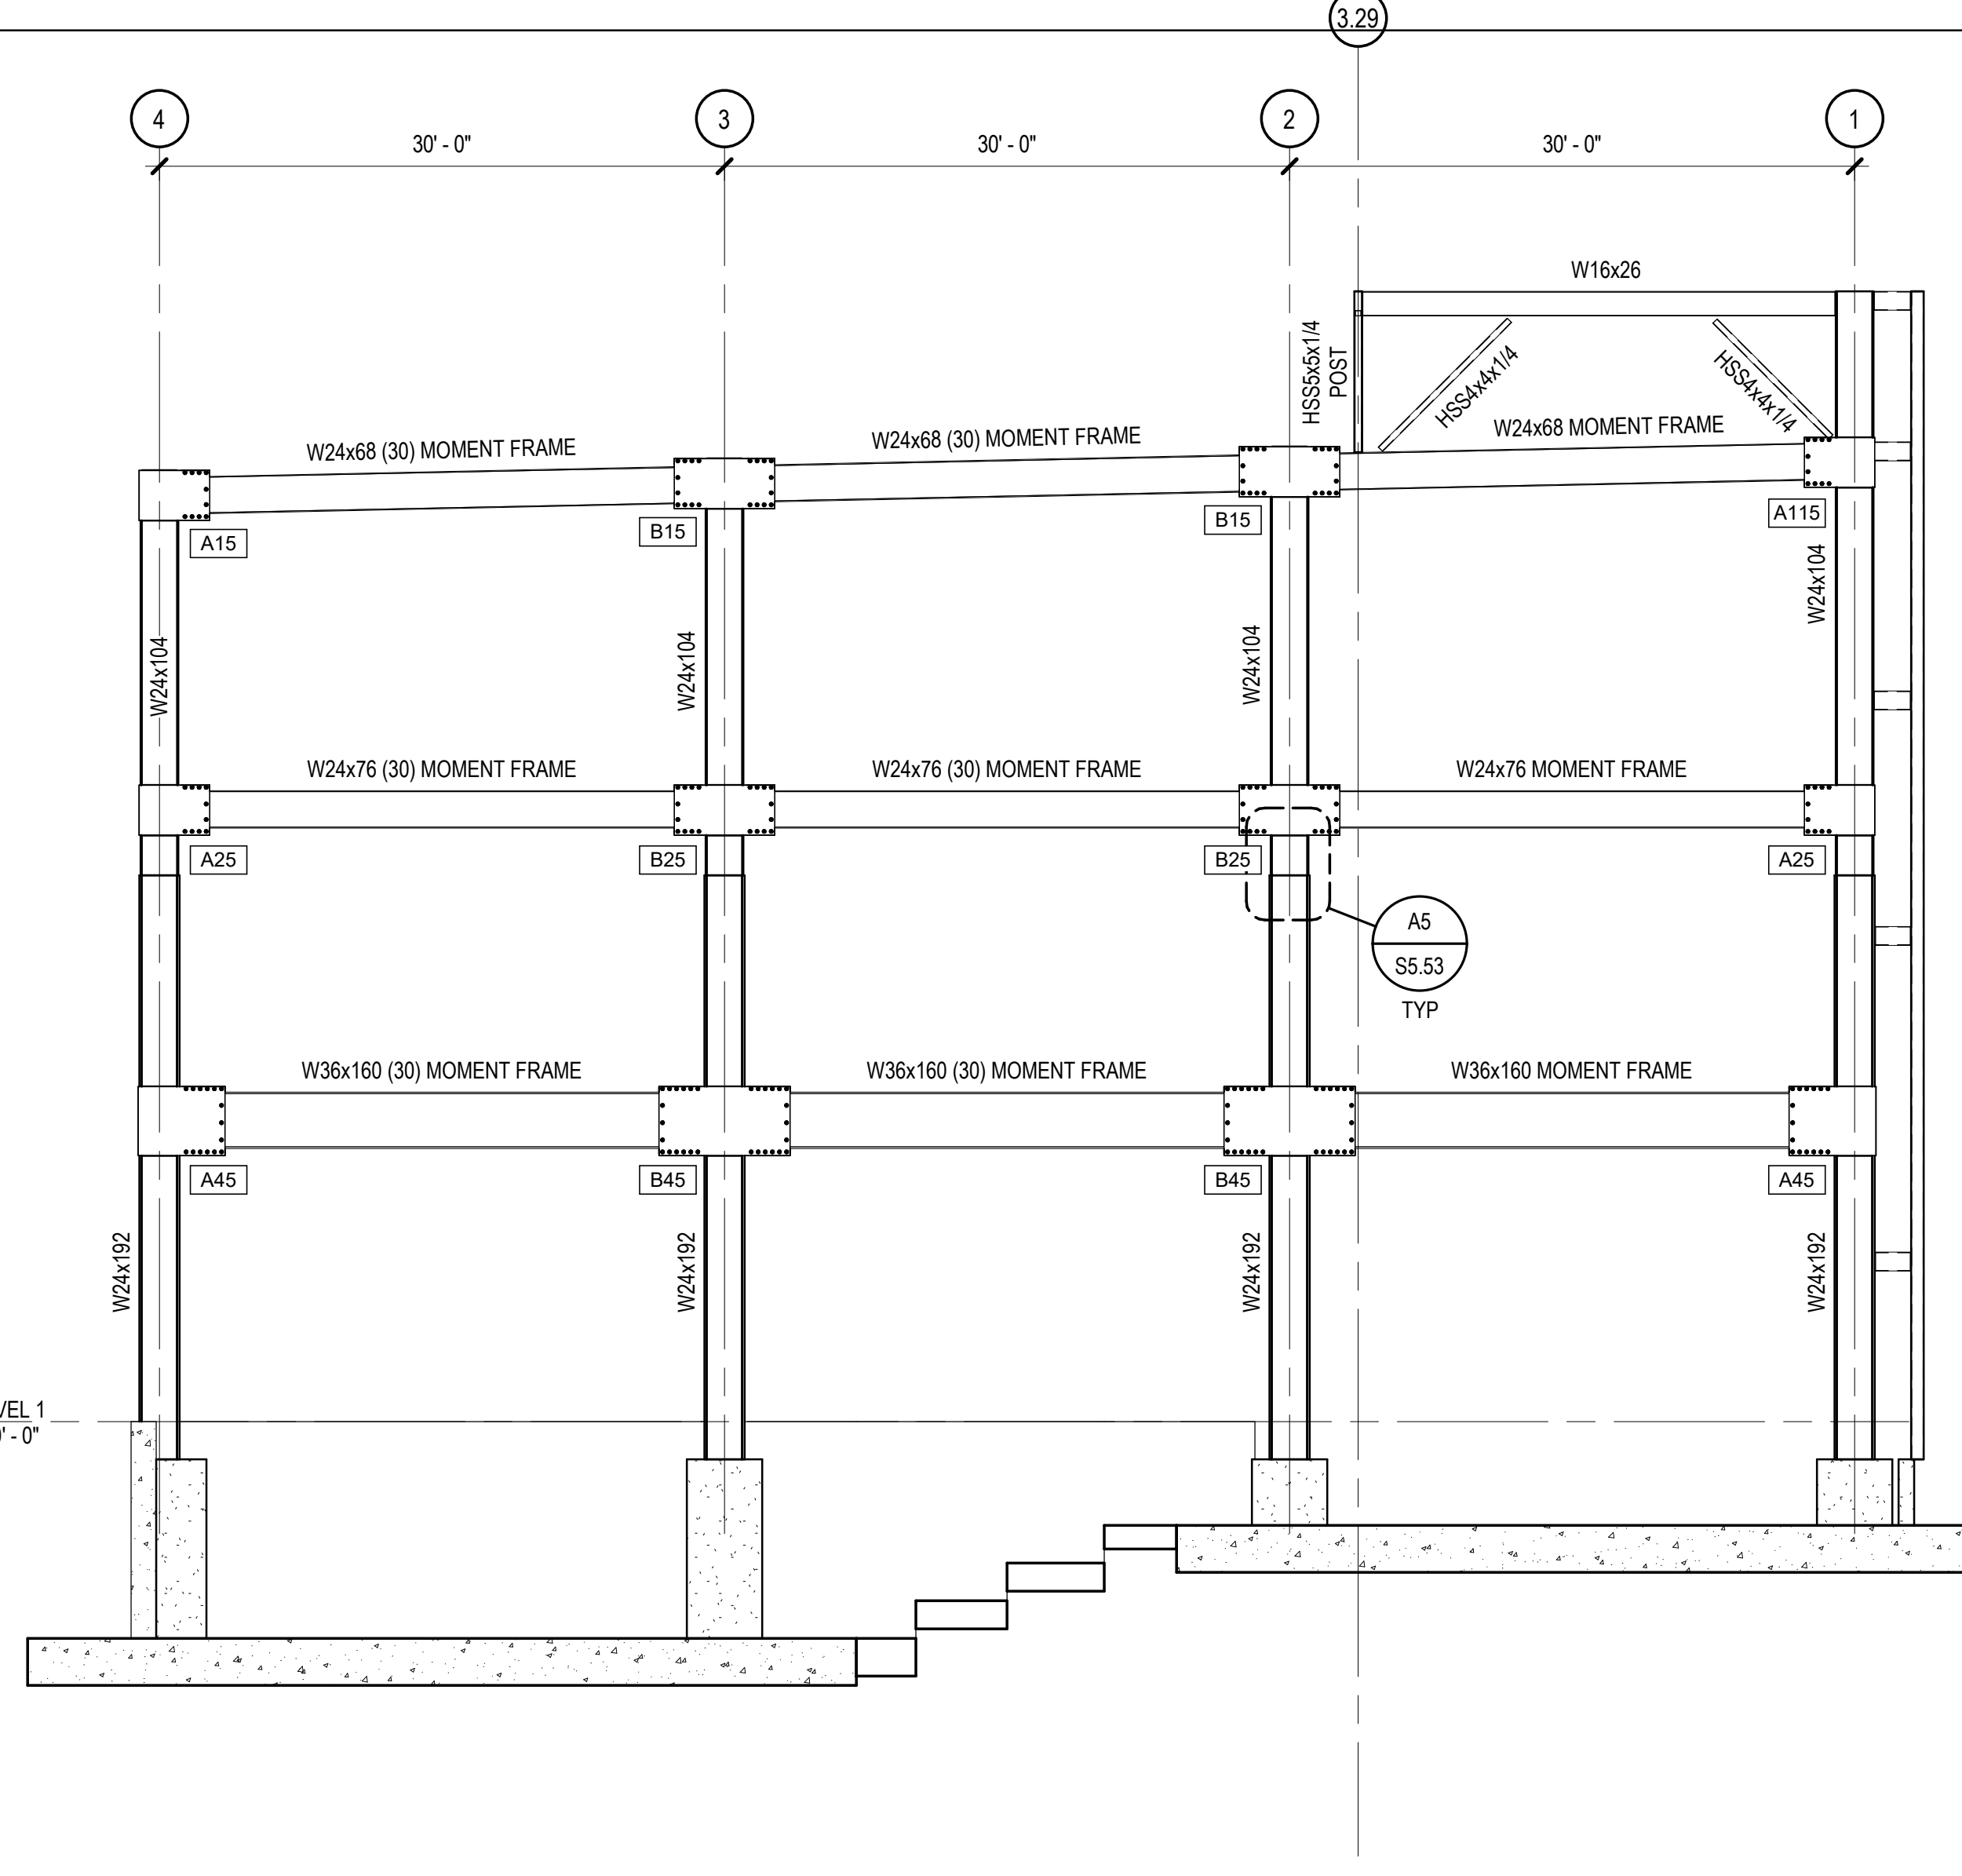 3.29
4
3
2
1
30' - 0"
30' - 0"
30' - 0"
W16x26
HSS5x5x1/4
POST
HSS4x4x1/4
HSS4x4x1/4
W24x68 (30) MOMENT FRAME
W24x68 (30) MOMENT FRAME
W24x68 MOMENT FRAME
A15
B15
B15
A115
W24x104
W24x104
W24x104
W24x104
W24x76 (30) MOMENT FRAME
W24x76 (30) MOMENT FRAME
W24x76 MOMENT FRAME
A25
B25
B25
A25
A5
S5.53
TYP
W36x160 (30) MOMENT FRAME
W36x160 (30) MOMENT FRAME
W36x160 MOMENT FRAME
A45
B45
B45
A45
W24x192
W24x192
W24x192
W24x192
VEL 1
' - 0"